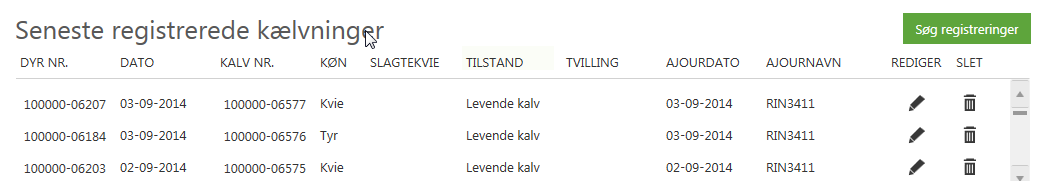 Seneste registrerede kælvninger
Søg registreringer
DYR NR. DATO KALV NR. KØN SLAGTEKVIE TILSTAND TVILLING AJOURDATO AJOURNAVN REDIGER SLET
100000-06207 03-09-2014 100000-06577 Kvie Levende kalv 03-09-2014 RIN3411
100000-06184 03-09-2014 100000-06576 Tyr Levende kalv 03-09-2014 RIN3411
100000-06203 02-09-2014 100000-06575 Kvie Levende kalv 02-09-2014 RIN3411